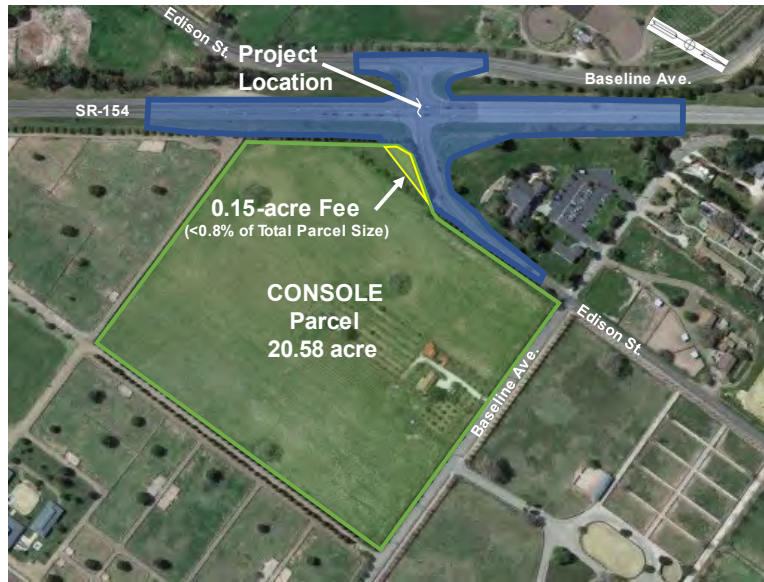 Edison St.
Project
Location
Baseline Ave.
SR-154
0.15-acre Fee
(<0.8% of Total Parcel Size)
CONSOLE
Parcel
20.58 acre
Edison St.
Baseline Ave.